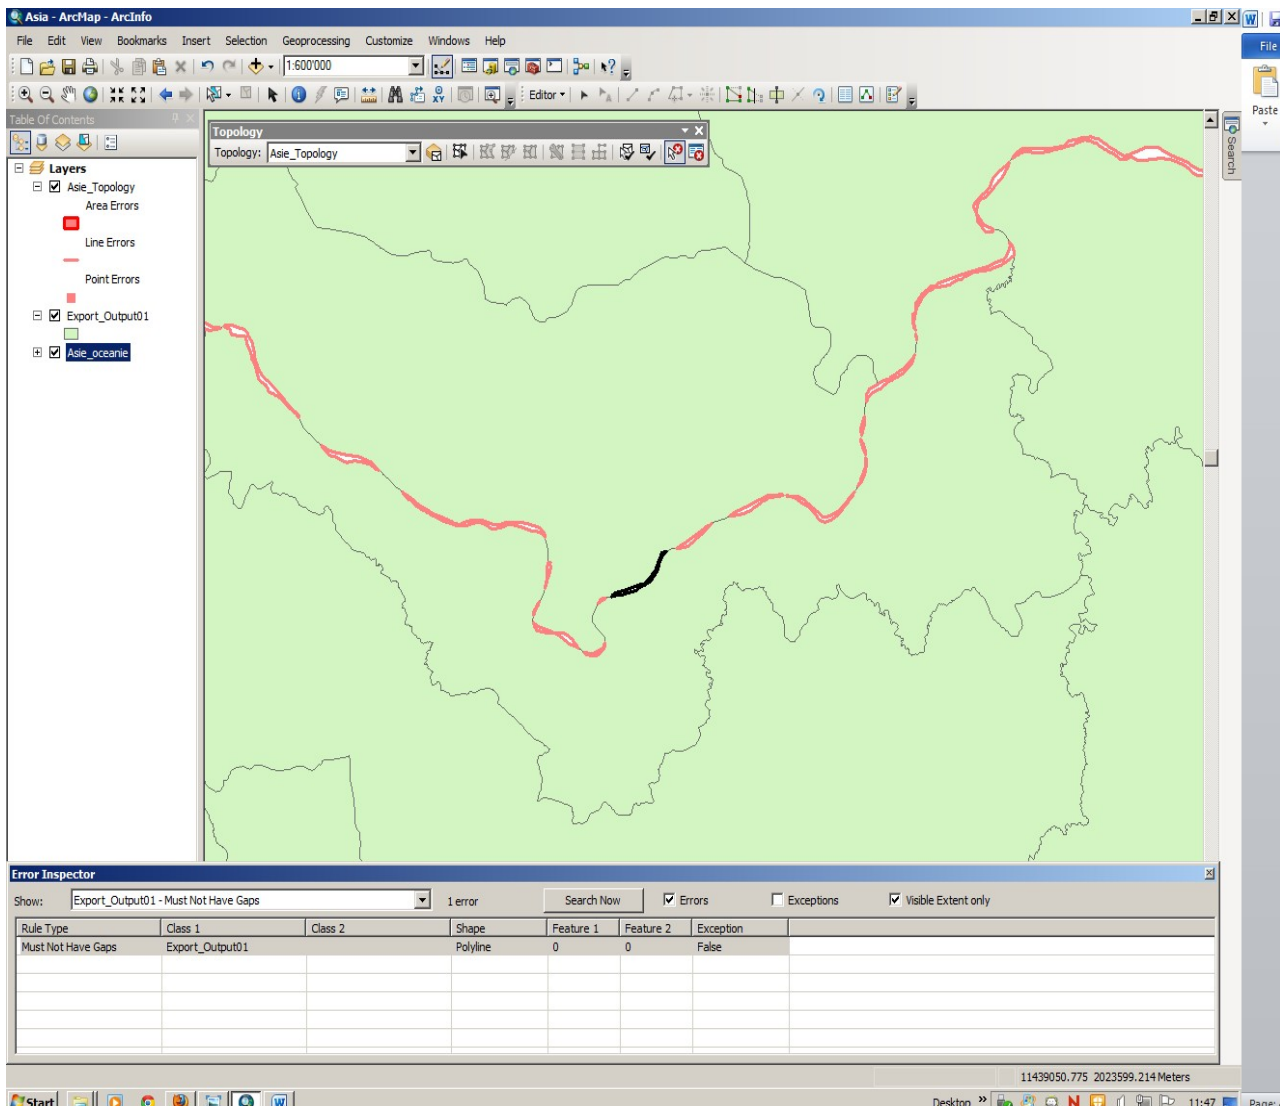 Asia - ArcMap - ArcInfo
File Edit View Bookmarks Insert Selection Geoprocessing Customize Windows Help
File
1:600'000
Editor
Paste
Table Of Contents
Topology
Topology: Asie_Topology
Search
Layers
Asie_Topology
Area Errors
Line Errors
Point Errors
Export_Output01
Asie_oceanie
Error Inspector
Show: Export_Output01 - Must Not Have Gaps 1 error Search Now Errors Exceptions Visible Extent only
Rule Type Class 1 Class 2 Shape Feature 1 Feature 2 Exception
Must Not Have Gaps Export_Output01 Polyline 0 0 False
11439050.775 2023599.214 Meters
Start Desktop » 11:47 Page: